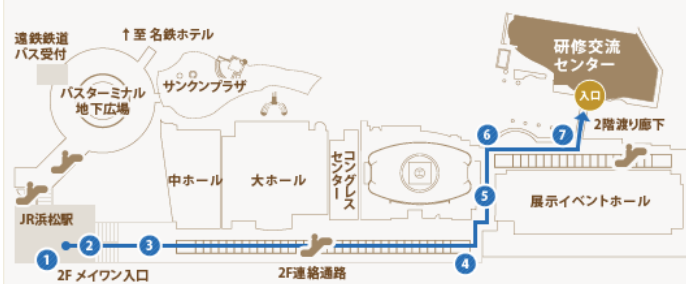 遠鉄鉄道
バス受付
↑至 名鉄ホテル
バスターミナル
地下広場
サンクンプラザ
研修交流
センター
入口
2階渡り廊下
6
7
中ホール
大ホール
コングレス
センター
5
展示イベントホール
JR浜松駅
1
2
3
4
2F メイワン入口
2F連絡通路